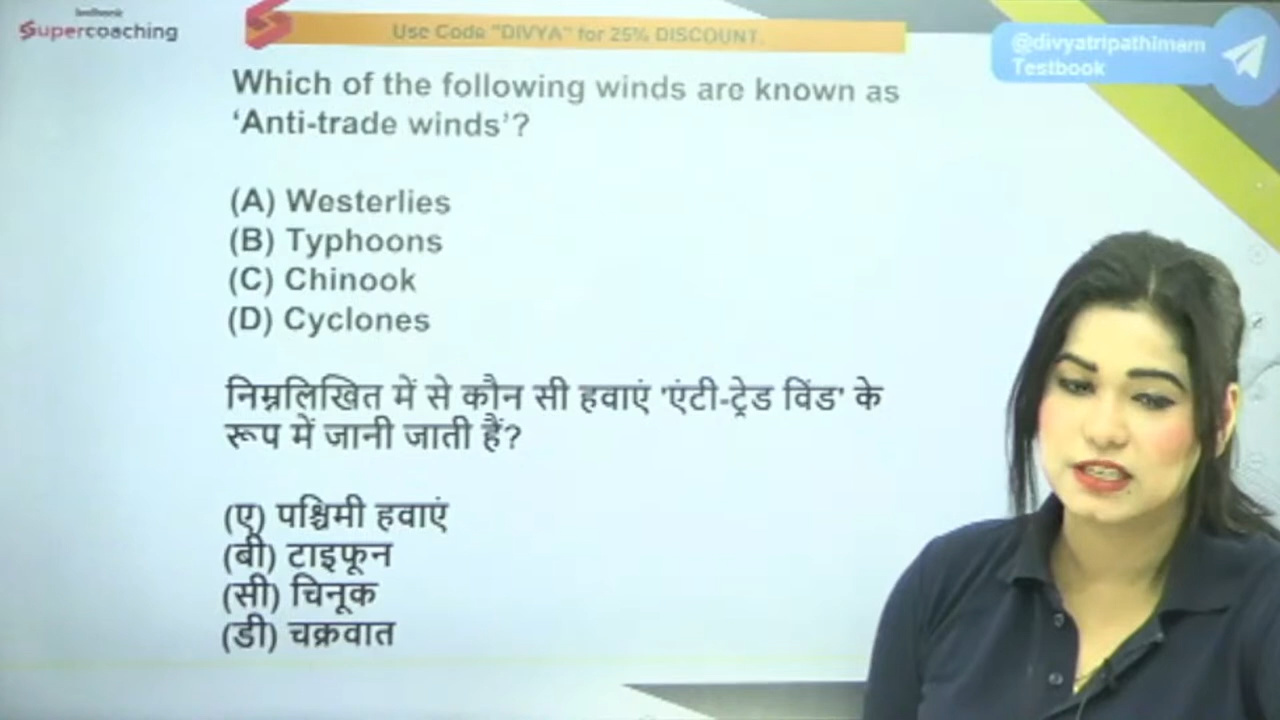 testbook
Supercoaching
Use Code "DIVYA" for 25% DISCOUNT.
@divyatripathimam
Testbook
Which of the following winds are known as
‘Anti-trade winds’?
(A) Westerlies
(B) Typhoons
(C) Chinook
(D) Cyclones
निम्नलिखित में से कौन सी हवाएं 'एंटी-ट्रेड विंड' के
रूप में जानी जाती हैं?
(ए) पश्चिमी हवाएं
(बी) टाइफून
(सी) चिनूक
(डी) चक्रवात